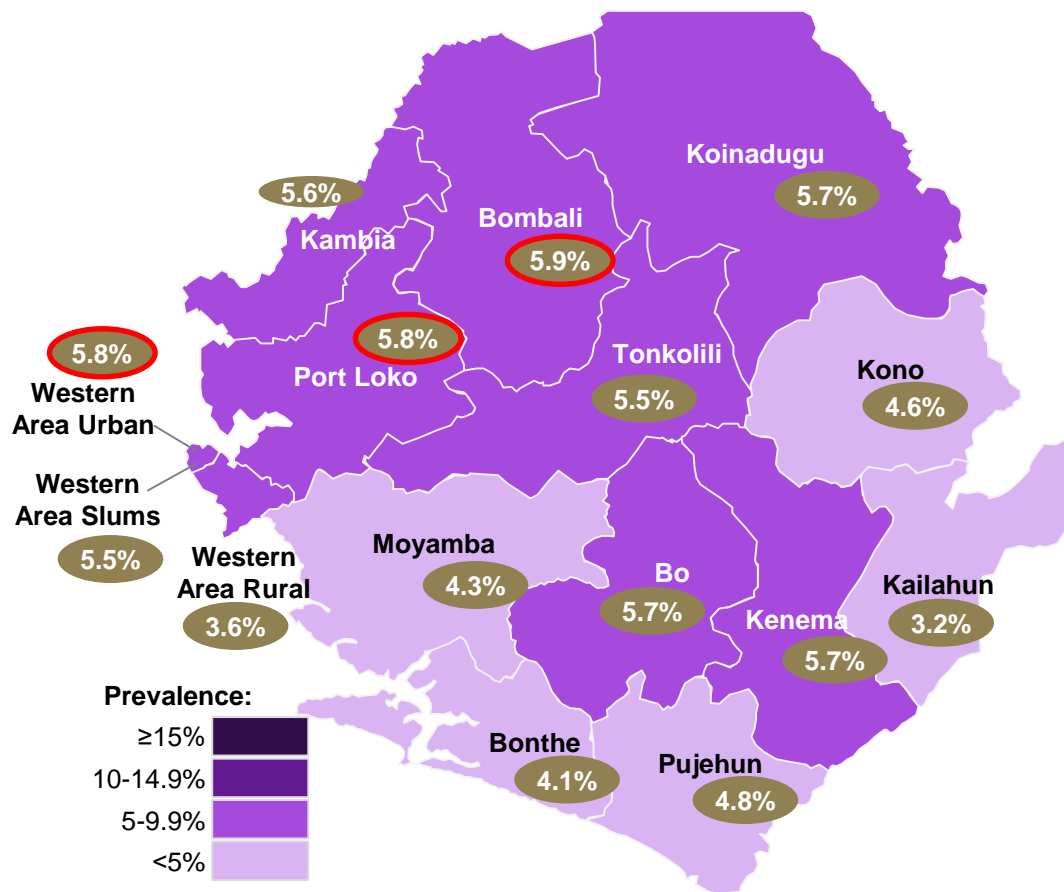 Koinadugu
5.7%
5.6%
Kambia
Bombali
5.9%
5.8%
Port Loko
5.8%
Western
Area Urban
Tonkolili
5.5%
Kono
4.6%
Western
Area Slums
5.5%
Western
Area Rural
3.6%
Moyamba
4.3%
Bo
5.7%
Kenema
5.7%
Kailahun
3.2%
Bonthe
4.1%
Pujehun
4.8%
Prevalence:
≥15%
10-14.9%
5-9.9%
<5%